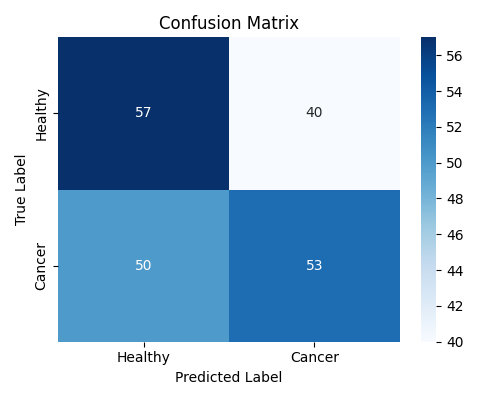 Confusion Matrix
True Label
Healthy
57
40
Cancer
50
53
Healthy
Cancer
Predicted Label
56
54
52
50
48
46
44
42
40